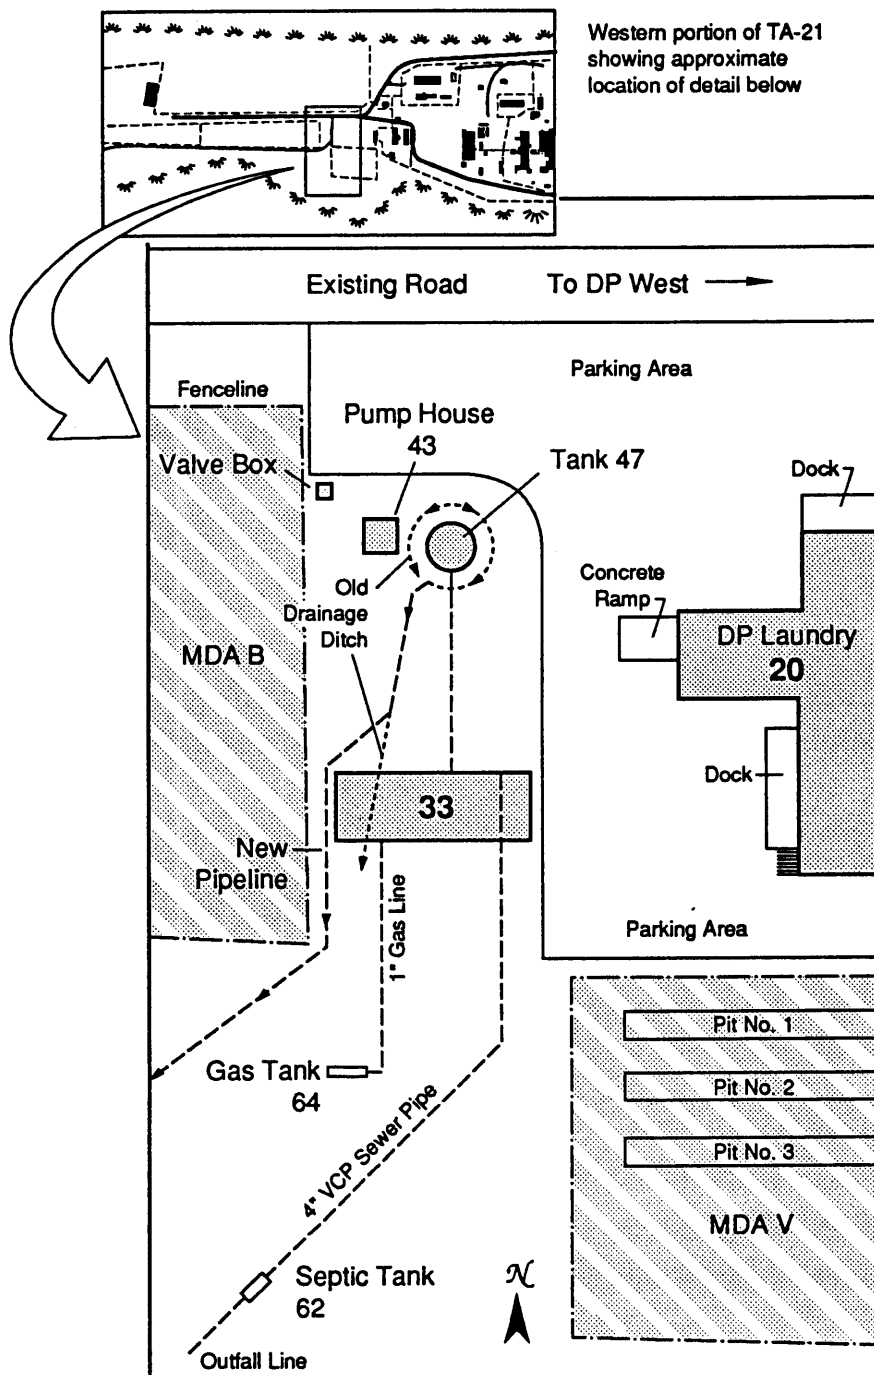 Western portion of TA-21
showing approximate
location of detail below
Existing Road
To DP West
Parking Area
Fenceline
Pump House
43
Valve Box
Tank 47
Dock
Old
Drainage
Ditch
Concrete
Ramp
DP Laundry
20
MDA B
Dock
33
New
Pipeline
1" Gas Line
Parking Area
Pit No. 1
Gas Tank
64
Pit No. 2
Pit No. 3
4" VCP Sewer Pipe
MDA V
Septic Tank
62
N
Outfall Line